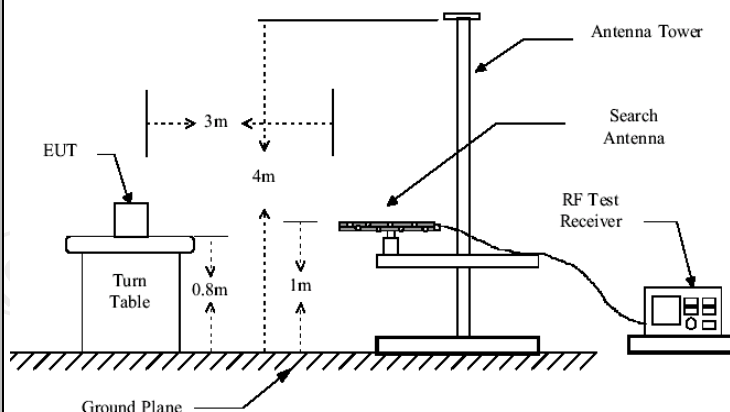 Antenna Tower
3m
Search
Antenna
EUT
4m
RF Test
Receiver
Turn
Table
0.8m
1m
Ground Plane